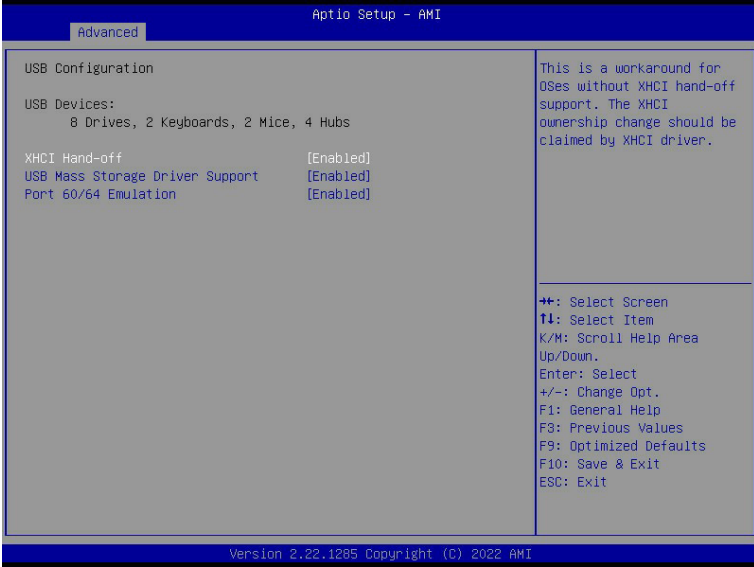 Aptio Setup – AMI
Advanced
USB Configuration
USB Devices:
8 Drives, 2 Keyboards, 2 Mice, 4 Hubs
XHCI Hand-off [Enabled]
USB Mass Storage Driver Support [Enabled]
Port 60/64 Emulation [Enabled]
This is a workaround for
OSes without XHCI hand-off
support. The XHCI
ownership change should be
claimed by XHCI driver.
→←: Select Screen
↑↓: Select Item
K/M: Scroll Help Area
Up/Down.
Enter: Select
+/-: Change Opt.
F1: General Help
F3: Previous Values
F9: Optimized Defaults
F10: Save & Exit
ESC: Exit
Version 2.22.1285 Copyright (C) 2022 AMI